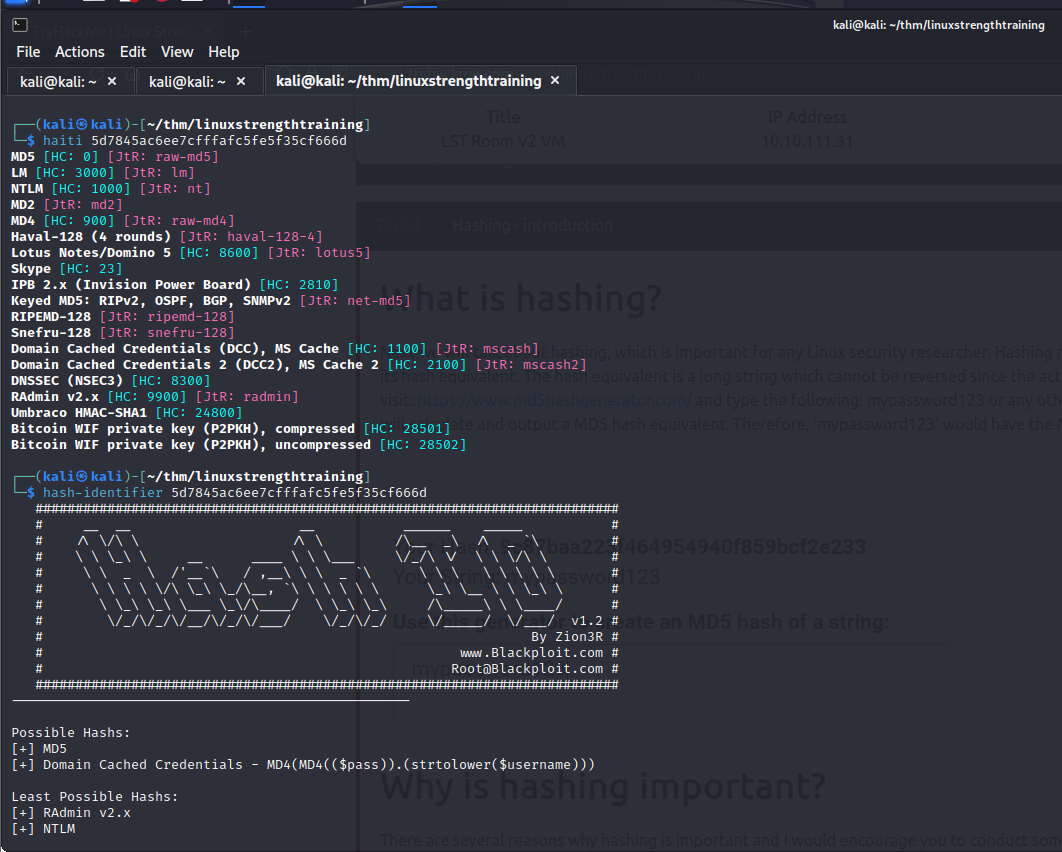 TryHackMe | Linux Stren
kali@kali: ~/thm/linuxstrengthtraining
File Actions Edit View Help
kali@kali: ~ × kali@kali: ~ × kali@kali: ~/thm/linuxstrengthtraining ×
Title IP Address
LST Room V2 VM 10.10.111.31
┌──(kali㉿kali)-[~/thm/linuxstrengthtraining]
└─$ haiti 5d7845ac6ee7cfffafc5fe5f35cf666d
MD5 [HC: 0] [JtR: raw-md5]
LM [HC: 3000] [JtR: lm]
NTLM [HC: 1000] [JtR: nt]
MD2 [JtR: md2]
MD4 [HC: 900] [JtR: raw-md4]
Haval-128 (4 rounds) [JtR: haval-128-4]
Lotus Notes/Domino 5 [HC: 8600] [JtR: lotus5]
Skype [HC: 23]
IPB 2.x (Invision Power Board) [HC: 2810]
Keyed MD5: RIPv2, OSPF, BGP, SNMPv2 [JtR: net-md5]
RIPEMD-128 [JtR: ripemd-128]
Snefru-128 [JtR: snefru-128]
Domain Cached Credentials (DCC), MS Cache [HC: 1100] [JtR: mscash]
Domain Cached Credentials 2 (DCC2), MS Cache 2 [HC: 2100] [JtR: mscash2]
DNSSEC (NSEC3) [HC: 8300]
RAdmin v2.x [HC: 9900] [JtR: radmin]
Umbraco HMAC-SHA1 [HC: 24800]
Bitcoin WIF private key (P2PKH), compressed [HC: 28501]
Bitcoin WIF private key (P2PKH), uncompressed [HC: 28502]
Hashing - introduction
What is hashing?
hashing, which is important for any Linux security researcher. Hashing
its hash equivalent. The hash equivalent is a long string which cannot be reversed since the act
visit: https://www.md5hashgenerator.com/ and type the following: mypassword123 or any oth
and output a MD5 hash equivalent. Therefore, 'mypassword123' would have the
┌──(kali㉿kali)-[~/thm/linuxstrengthtraining]
└─$ hash-identifier 5d7845ac6ee7cfffafc5fe5f35cf666d
v1.2 #
By Zion3R #
www.Blackploit.com #
Root@Blackploit.com #
Your String: mypassword123
create an MD5 hash of a string:
Possible Hashs:
[+] MD5
[+] Domain Cached Credentials - MD4(MD4(($pass)).(strtolower($username)))
Least Possible Hashs:
[+] RAdmin v2.x
[+] NTLM
Why is hashing important?
There are several reasons why hashing is important and I would encourage you to conduct som